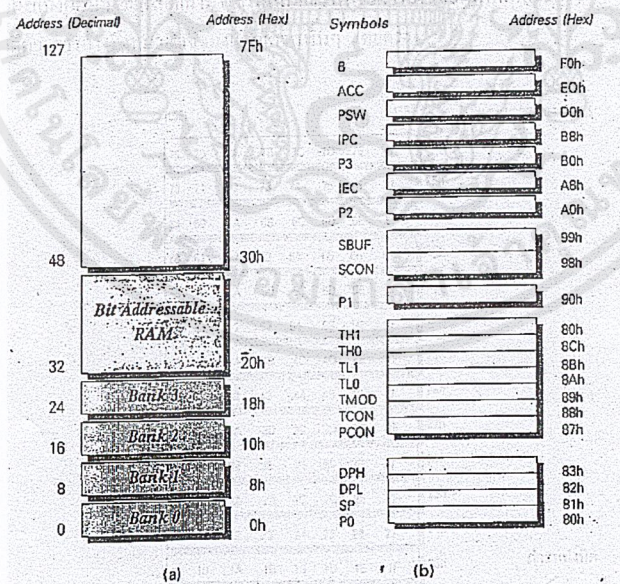 Address (Decimal) Address (Hex)
127 7Fh
48 30h
Bit Addressable
RAMs
32 20h
Bank 3
24 18h
Bank 2
16 10h
Bank 1
8 8h
Bank 0
0 0h
(a)
Symbols Address (Hex)
B F0h
ACC E0h
PSW D0h
IPC B8h
P3 B0h
IEC A8h
P2 A0h
SBUF 99h
SCON 98h
P1 90h
TH1 80h
TH0 8Ch
TL1 8Bh
TL0 8Ah
TMOD 89h
TCON 88h
PCON 87h
DPH 83h
DPL 82h
SP 81h
P0 80h
(b)